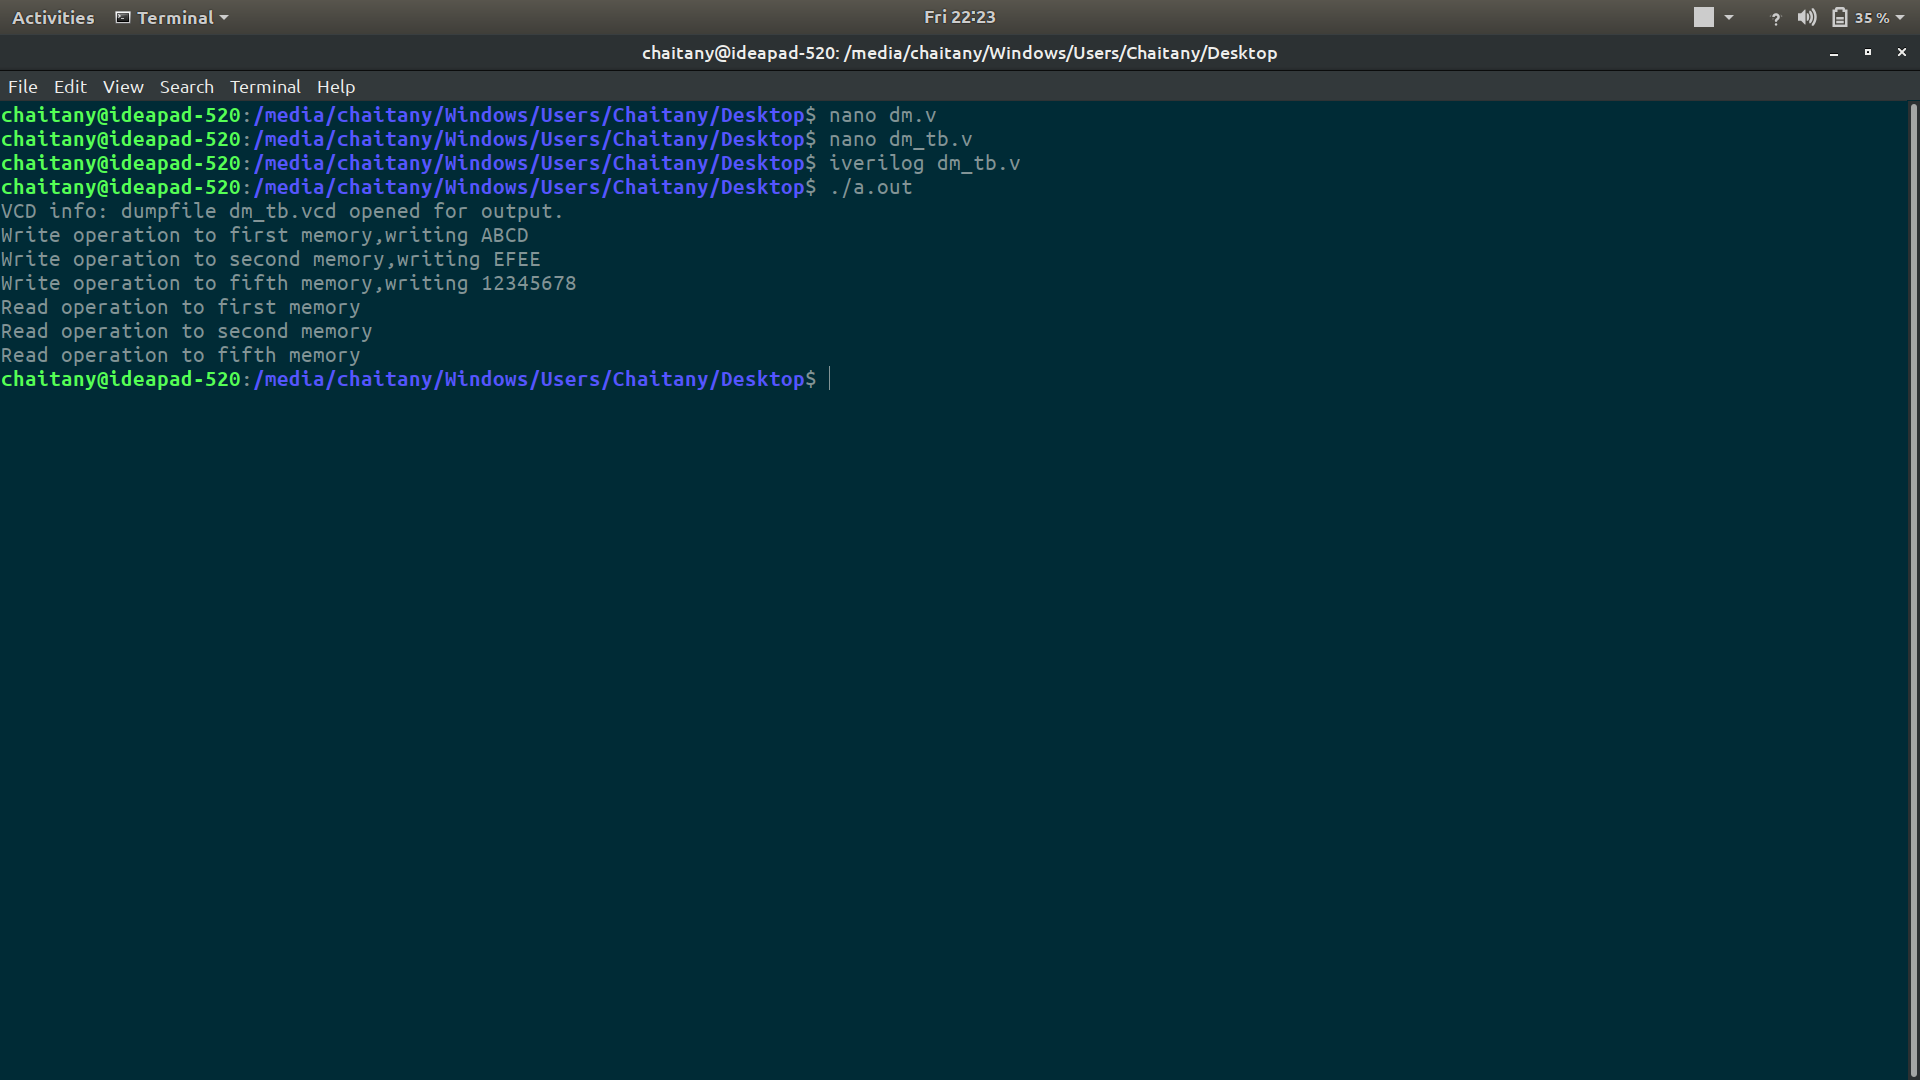 Activities Terminal Fri 22:23 ? 35 %
chaitany@ideapad-520: /media/chaitany/Windows/Users/Chaitany/Desktop
File Edit View Search Terminal Help
chaitany@ideapad-520:/media/chaitany/Windows/Users/Chaitany/Desktop$ nano dm.v
chaitany@ideapad-520:/media/chaitany/Windows/Users/Chaitany/Desktop$ nano dm_tb.v
chaitany@ideapad-520:/media/chaitany/Windows/Users/Chaitany/Desktop$ iverilog dm_tb.v
chaitany@ideapad-520:/media/chaitany/Windows/Users/Chaitany/Desktop$ ./a.out
VCD info: dumpfile dm_tb.vcd opened for output.
Write operation to first memory,writing ABCD
Write operation to second memory,writing EFEE
Write operation to fifth memory,writing 12345678
Read operation to first memory
Read operation to second memory
Read operation to fifth memory
chaitany@ideapad-520:/media/chaitany/Windows/Users/Chaitany/Desktop$